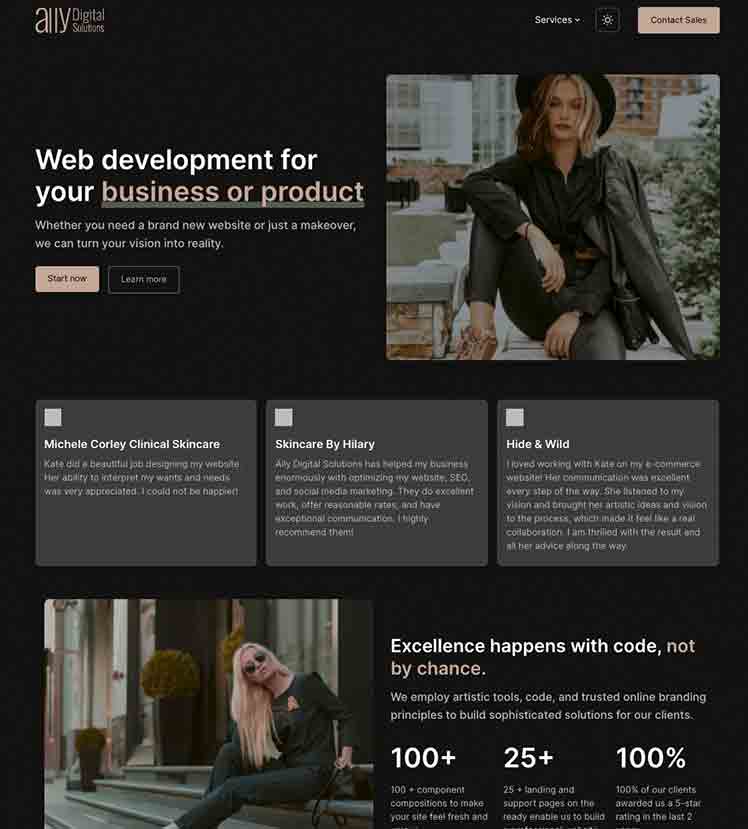 ally Digital
Solutions
Services
Contact Sales
Web development for
your business or product
Whether you need a brand new website or just a makeover,
we can turn your vision into reality.
Start now
Learn more
Michele Corley Clinical Skincare
Kate did a beautiful job designing my website.
Her ability to interpret my wants and needs
was very appreciated. I could not be happier!
Skincare By Hilary
Ally Digital Solutions has helped my business
enormously with optimizing my website, SEO,
and social media marketing. They do excellent
work, offer reasonable rates, and have
exceptional communication. I highly
recommend them!
Hide & Wild
I loved working with Kate on my e-commerce
website! Her communication was excellent
every step of the way. She listened to my
vision and brought her artistic ideas and vision
to the process, which made it feel like a real
collaboration. I am thrilled with the result and
all her advice along the way.
Excellence happens with code, not
by chance.
We employ artistic tools, code, and trusted online branding
principles to build sophisticated solutions for our clients.
100+
100 + component
compositions to make
your site feel fresh and
25+
25 + landing and
support pages on the
ready enable us to build
100%
100% of our clients
awarded us a 5-star
rating in the last 2